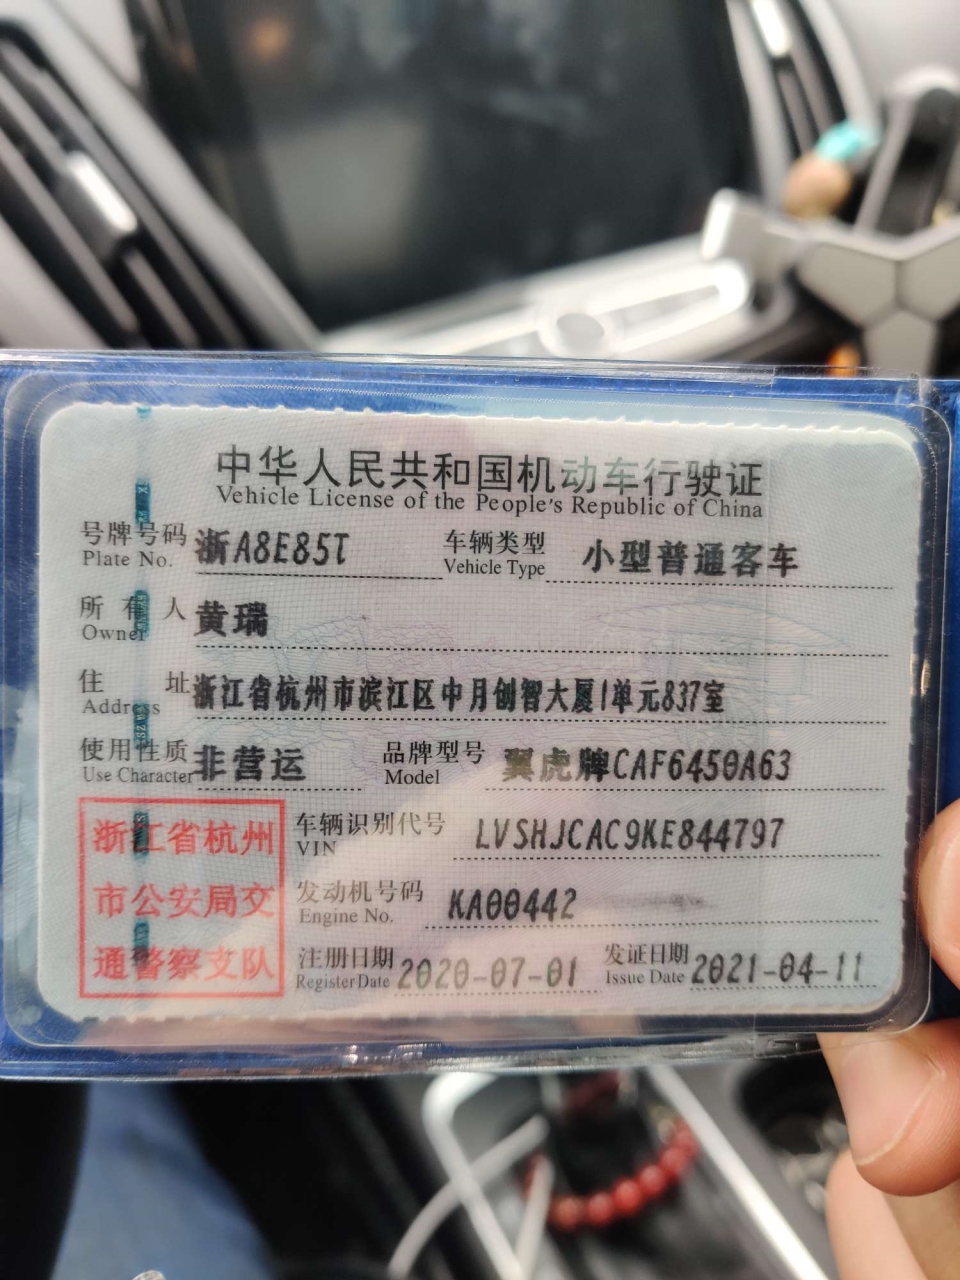 中华人民共和国机动车行驶证
Vehicle License of the People's Republic of China
号牌号码 浙A8E85T 车辆类型 小型普通客车
Plate No. Vehicle Type
所有人 黄瑞
Owner
住址 浙江省杭州市滨江区中月创智大厦1单元837室
Address
使用性质 非营运 品牌型号 翼虎牌CAF6450A63
Use Character Model
浙江省杭州
市公安局交
通警察支队
车辆识别代号 LVSHJCAC9KE844797
VIN
发动机号码 KA00442
Engine No.
注册日期 2020-07-01 发证日期 2021-04-11
Register Date Issue Date